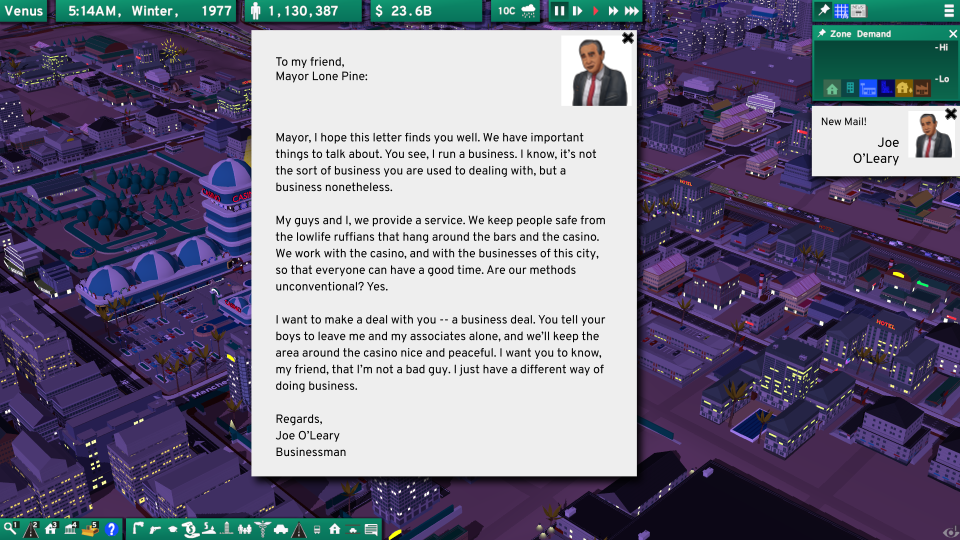 Venus 5:14AM, Winter, 1977 1,130,387 $ 23.6B 10C
To my friend,
Mayor Lone Pine:
Mayor, I hope this letter finds you well. We have important
things to talk about. You see, I run a business. I know, it's not
the sort of business you are used to dealing with, but a
business nonetheless.
My guys and I, we provide a service. We keep people safe from
the lowlife ruffians that hang around the bars and the casino.
We work with the casino, and with the businesses of this city,
so that everyone can have a good time. Are our methods
unconventional? Yes.
I want to make a deal with you -- a business deal. You tell your
boys to leave me and my associates alone, and we'll keep the
area around the casino nice and peaceful. I want you to know,
my friend, that I'm not a bad guy. I just have a different way of
doing business.
Regards,
Joe O'Leary
Businessman
Zone Demand
-Hi
-Lo
New Mail!
Joe
O'Leary
HOTEL
HOTEL
HOTEL
1 2 3 4 5 ?